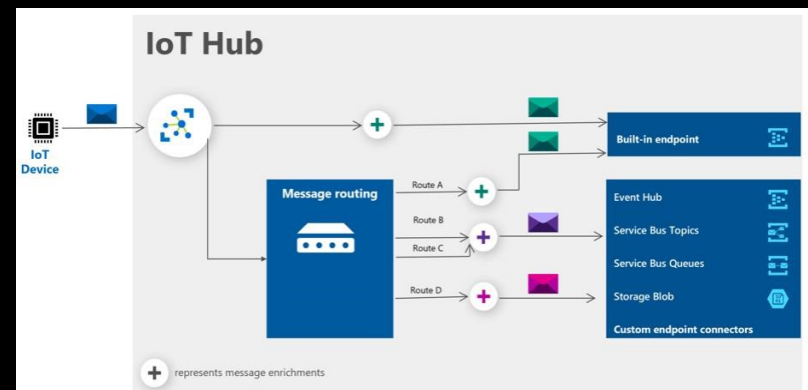 IoT Hub
IoT
Device
Message routing
Route A
Route B
Route C
Route D
Built-in endpoint
Event Hub
Service Bus Topics
Service Bus Queues
Storage Blob
Custom endpoint connectors
represents message enrichments